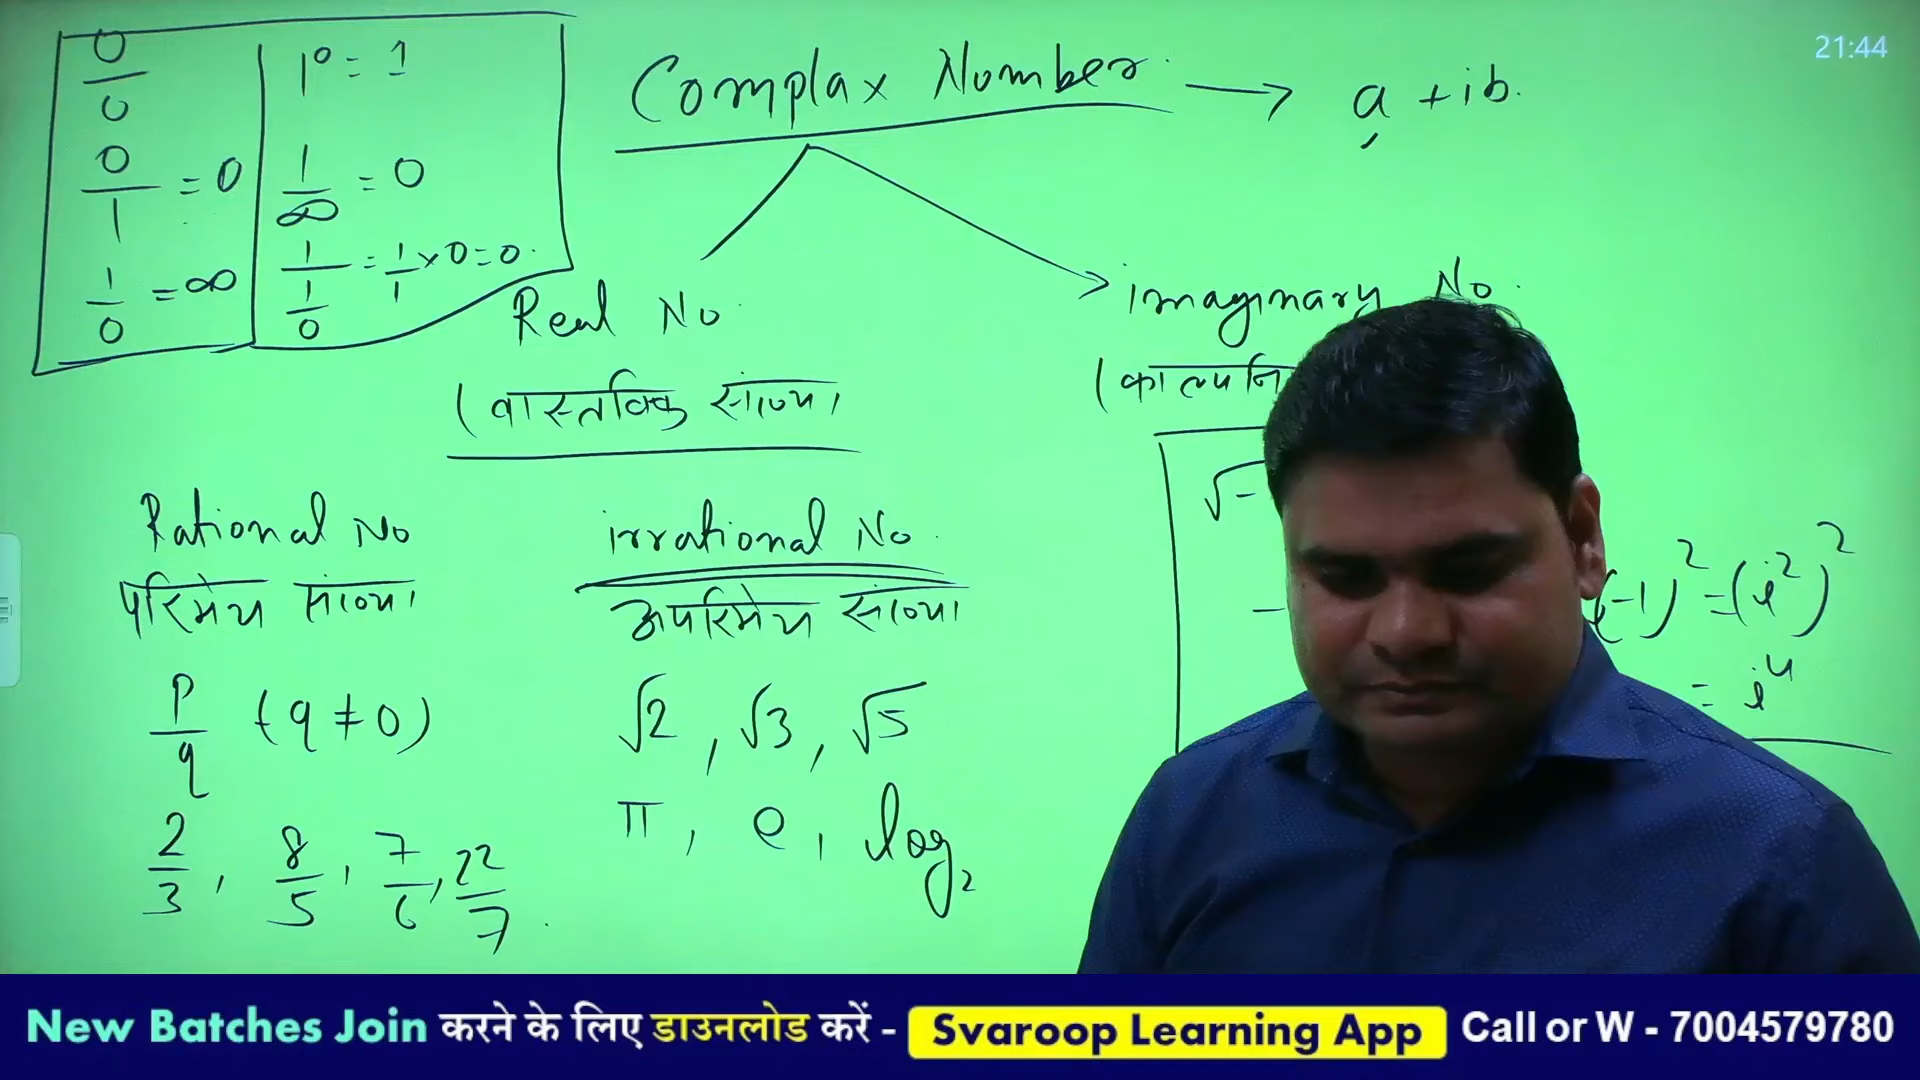 21:44
0/0
0/1 = 0
1/0 = ∞
1⁰ = 1
1/∞ = 0
1/(1/0) = 1/1 × 0 = 0.
Complax Number → a + ib.
Real No
(वास्तविक संख्या
imaginary No.
√-
(-1)² = (i²)²
= i⁴
Rational No
परिमेय संख्या
p/q (q ≠ 0)
2/3, 8/5, 7/6, 22/7
irrational No.
अपरिमेय संख्या
√2, √3, √5
π, e, log₂
New Batches Join करने के लिए डाउनलोड करें - Svaroop Learning App Call or W - 7004579780